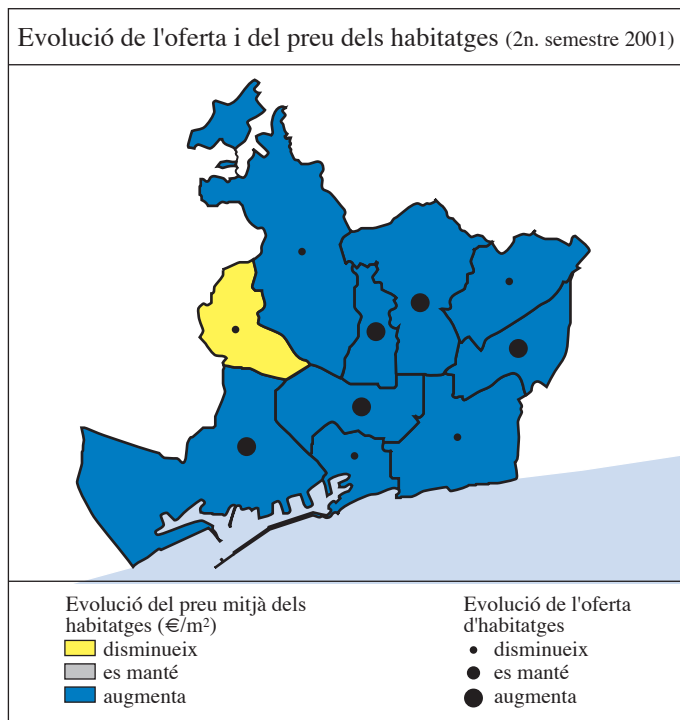 Evolució de l'oferta i del preu dels habitatges (2n. semestre 2001)
Evolució del preu mitjà dels
habitatges (€/m²)
disminueix
es manté
augmenta
Evolució de l'oferta
d'habitatges
disminueix
es manté
augmenta